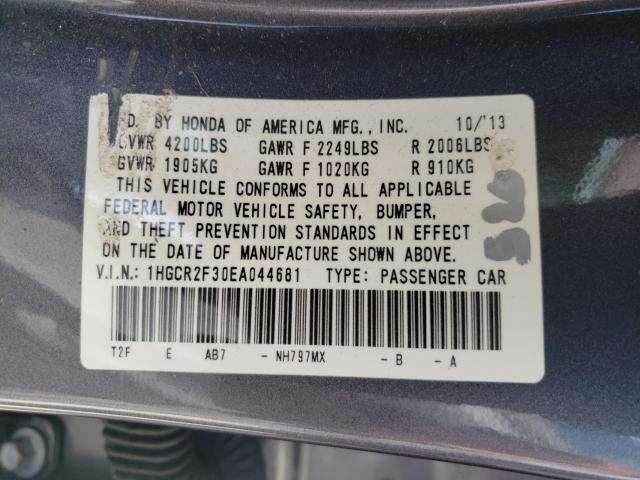 D. BY HONDA OF AMERICA MFG., INC. 10/'13
GVWR 4200LBS GAWR F 2249LBS R 2006LBS
GVWR 1905KG GAWR F 1020KG R 910KG
THIS VEHICLE CONFORMS TO ALL APPLICABLE
FEDERAL MOTOR VEHICLE SAFETY, BUMPER,
AND THEFT PREVENTION STANDARDS IN EFFECT
ON THE DATE OF MANUFACTURE SHOWN ABOVE.
V.I.N.: 1HGCR2F30EA044681 TYPE: PASSENGER CAR
T2F E AB7 - NH797MX - B - A